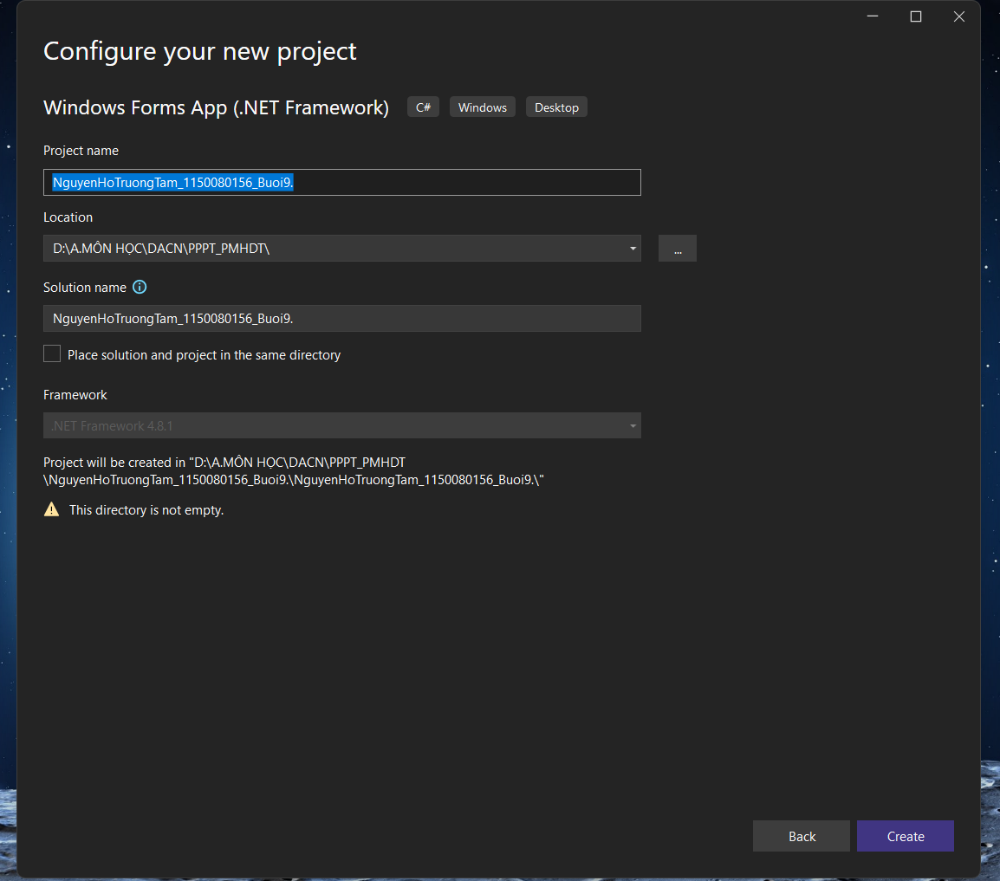 Configure your new project
Windows Forms App (.NET Framework) C# Windows Desktop
Project name
NguyenHoTruongTam_1150080156_Buoi9.
Location
D:\A.MÔN HỌC\DACN\PPPT_PMHDT\
...
Solution name
NguyenHoTruongTam_1150080156_Buoi9.
Place solution and project in the same directory
Framework
.NET Framework 4.8.1
Project will be created in "D:\A.MÔN HỌC\DACN\PPPT_PMHDT
\NguyenHoTruongTam_1150080156_Buoi9.\NguyenHoTruongTam_1150080156_Buoi9.\"
This directory is not empty.
Back Create